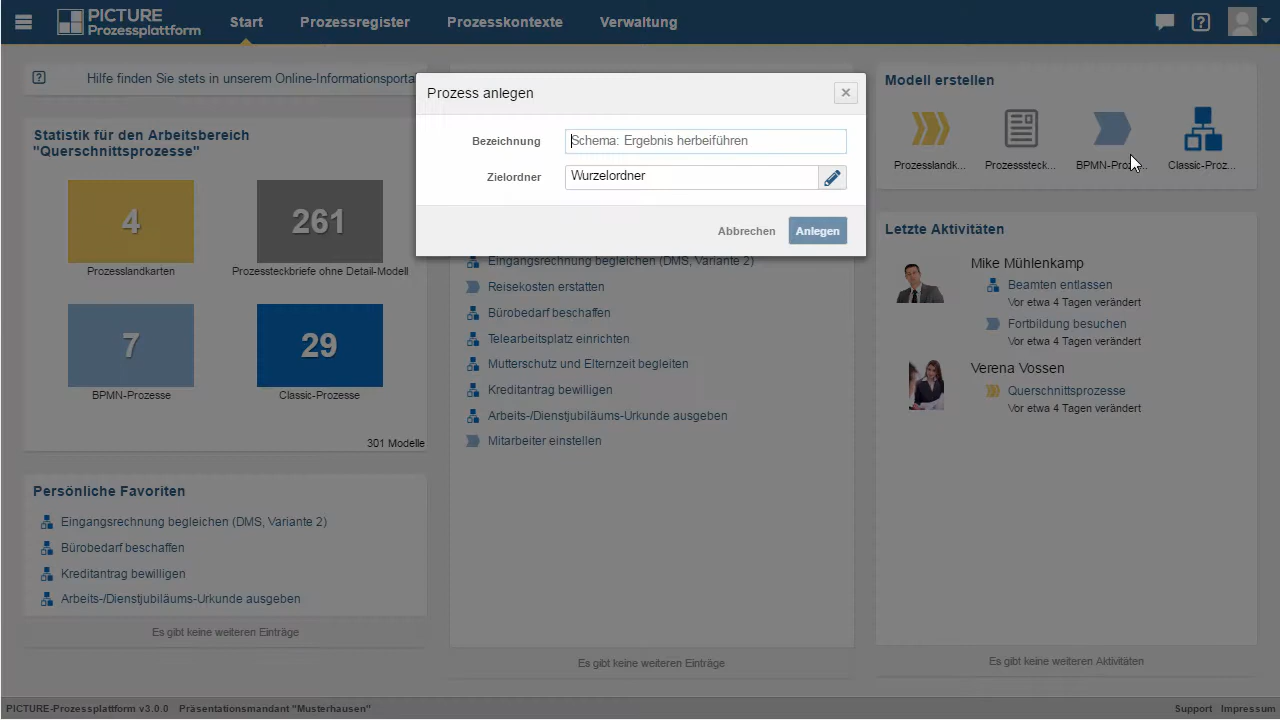 PICTURE
Prozessplattform
Start
Prozessregister
Prozesskontexte
Verwaltung
Hilfe finden Sie stets in unserem Online-Informationsporta
Statistik für den Arbeitsbereich
"Querschnittsprozesse"
4
Prozesslandkarten
261
Prozesssteckbriefe ohne Detail-Modell
7
BPMN-Prozesse
29
Classic-Prozesse
301 Modelle
Persönliche Favoriten
Eingangsrechnung begleichen (DMS, Variante 2)
Bürobedarf beschaffen
Kreditantrag bewilligen
Arbeits-/Dienstjubiläums-Urkunde ausgeben
Es gibt keine weiteren Einträge
Prozess anlegen
Bezeichnung
Schema: Ergebnis herbeiführen
Zielordner
Wurzelordner
Abbrechen
Anlegen
Eingangsrechnung begleichen (DMS, Variante 2)
Reisekosten erstatten
Bürobedarf beschaffen
Telearbeitsplatz einrichten
Mutterschutz und Elternzeit begleiten
Kreditantrag bewilligen
Arbeits-/Dienstjubiläums-Urkunde ausgeben
Mitarbeiter einstellen
Es gibt keine weiteren Einträge
Modell erstellen
Prozesslandk...
Prozesssteck...
BPMN-Proze...
Classic-Proz...
Letzte Aktivitäten
Mike Mühlenkamp
Beamten entlassen
Vor etwa 4 Tagen verändert
Fortbildung besuchen
Vor etwa 4 Tagen verändert
Verena Vossen
Querschnittsprozesse
Vor etwa 4 Tagen verändert
Es gibt keine weiteren Aktivitäten
PICTURE-Prozessplattform v3.0.0
Präsentationsmandant "Musterhausen"
Support
Impressum